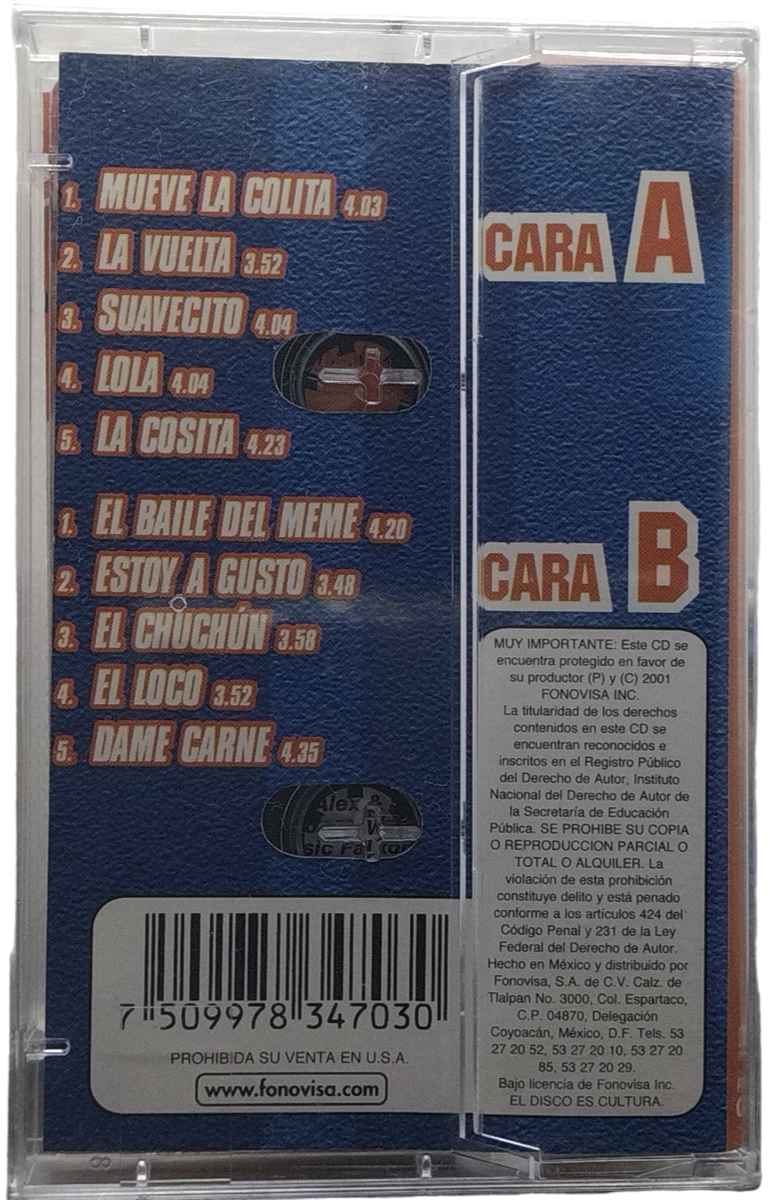 1. MUEVE LA COLITA 4.03
2. LA VUELTA 3.52
3. SUAVECITO 4.04
4. LOLA 4.04
5. LA COSITA 4.23
CARA A
1. EL BAILE DEL MEME 4.20
2. ESTOY A GUSTO 3.48
3. EL CHUCHÚN 3.58
4. EL LOCO 3.52
5. DAME CARNE 4.35
CARA B
Alex &
MUY IMPORTANTE: Este CD se
encuentra protegido en favor de
su productor (P) y (C) 2001
FONOVISA INC.
La titularidad de los derechos
contenidos en este CD se
encuentran reconocidos e
inscritos en el Registro Público
del Derecho de Autor, Instituto
Nacional del Derecho de Autor de
la Secretaría de Educación
Pública. SE PROHIBE SU COPIA
O REPRODUCCION PARCIAL O
TOTAL O ALQUILER. La
violación de esta prohibición
constituye delito y está penado
conforme a los artículos 424 del
Código Penal y 231 de la Ley
Federal del Derecho de Autor.
Hecho en México y distribuido por
Fonovisa, S.A. de C.V. Calz. de
Tlalpan No. 3000, Col. Espartaco,
C.P. 04870, Delegación
Coyoacán, México, D.F. Tels. 53
27 20 52, 53 27 20 10, 53 27 20
85, 53 27 20 29.
Bajo licencia de Fonovisa Inc.
EL DISCO ES CULTURA.
7 509978 347030
PROHIBIDA SU VENTA EN U.S.A.
www.fonovisa.com